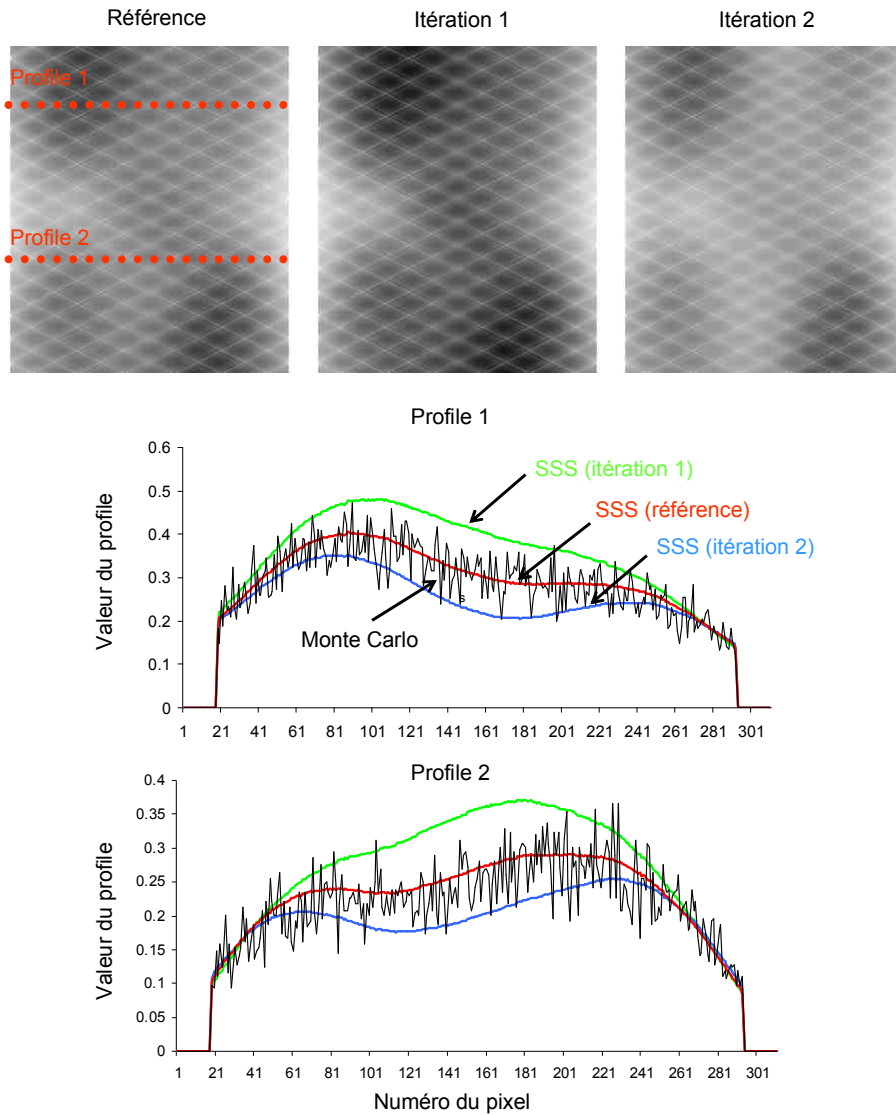 Référence Itération 1 Itération 2
Profile 1
Profile 2
Profile 1
Valeur du profile
0.6
0.5
0.4
0.3
0.2
0.1
0
SSS (itération 1)
SSS (référence)
SSS (itération 2)
s
Monte Carlo
1 21 41 61 81 101 121 141 161 181 201 221 241 261 281 301
Profile 2
Valeur du profile
0.4
0.35
0.3
0.25
0.2
0.15
0.1
0.05
0
1 21 41 61 81 101 121 141 161 181 201 221 241 261 281 301
Numéro du pixel